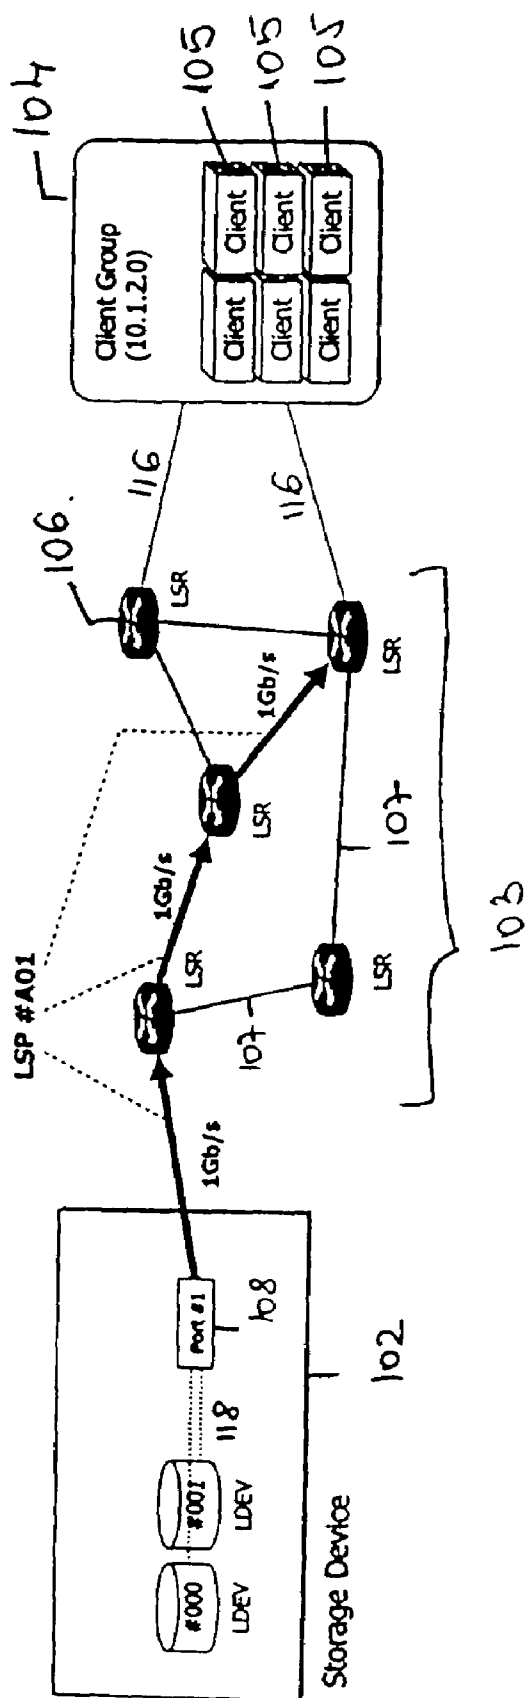 LSP #A01
106.
104
Client Group
(10.1.2.0)
Client
Client
Client
Client
Client
Client
105
105
105
116
116
LSR
LSR
LSR
LSR
LSR
1Gb/s
1Gb/s
1Gb/s
107
107
103
#000
LDEV
#001
LDEV
118
Port #1
108
102
Storage Device